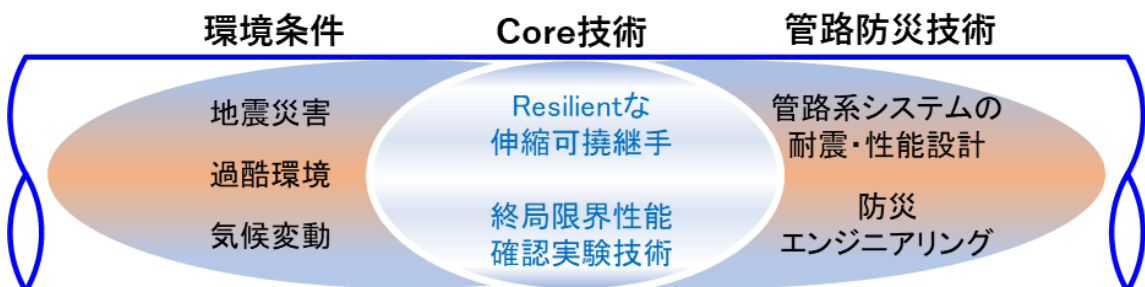 環境条件
Core技術
管路防災技術
地震災害
過酷環境
気候変動
Resilientな
伸縮可撓継手
終局限界性能
確認実験技術
管路系システムの
耐震・性能設計
防災
エンジニアリング